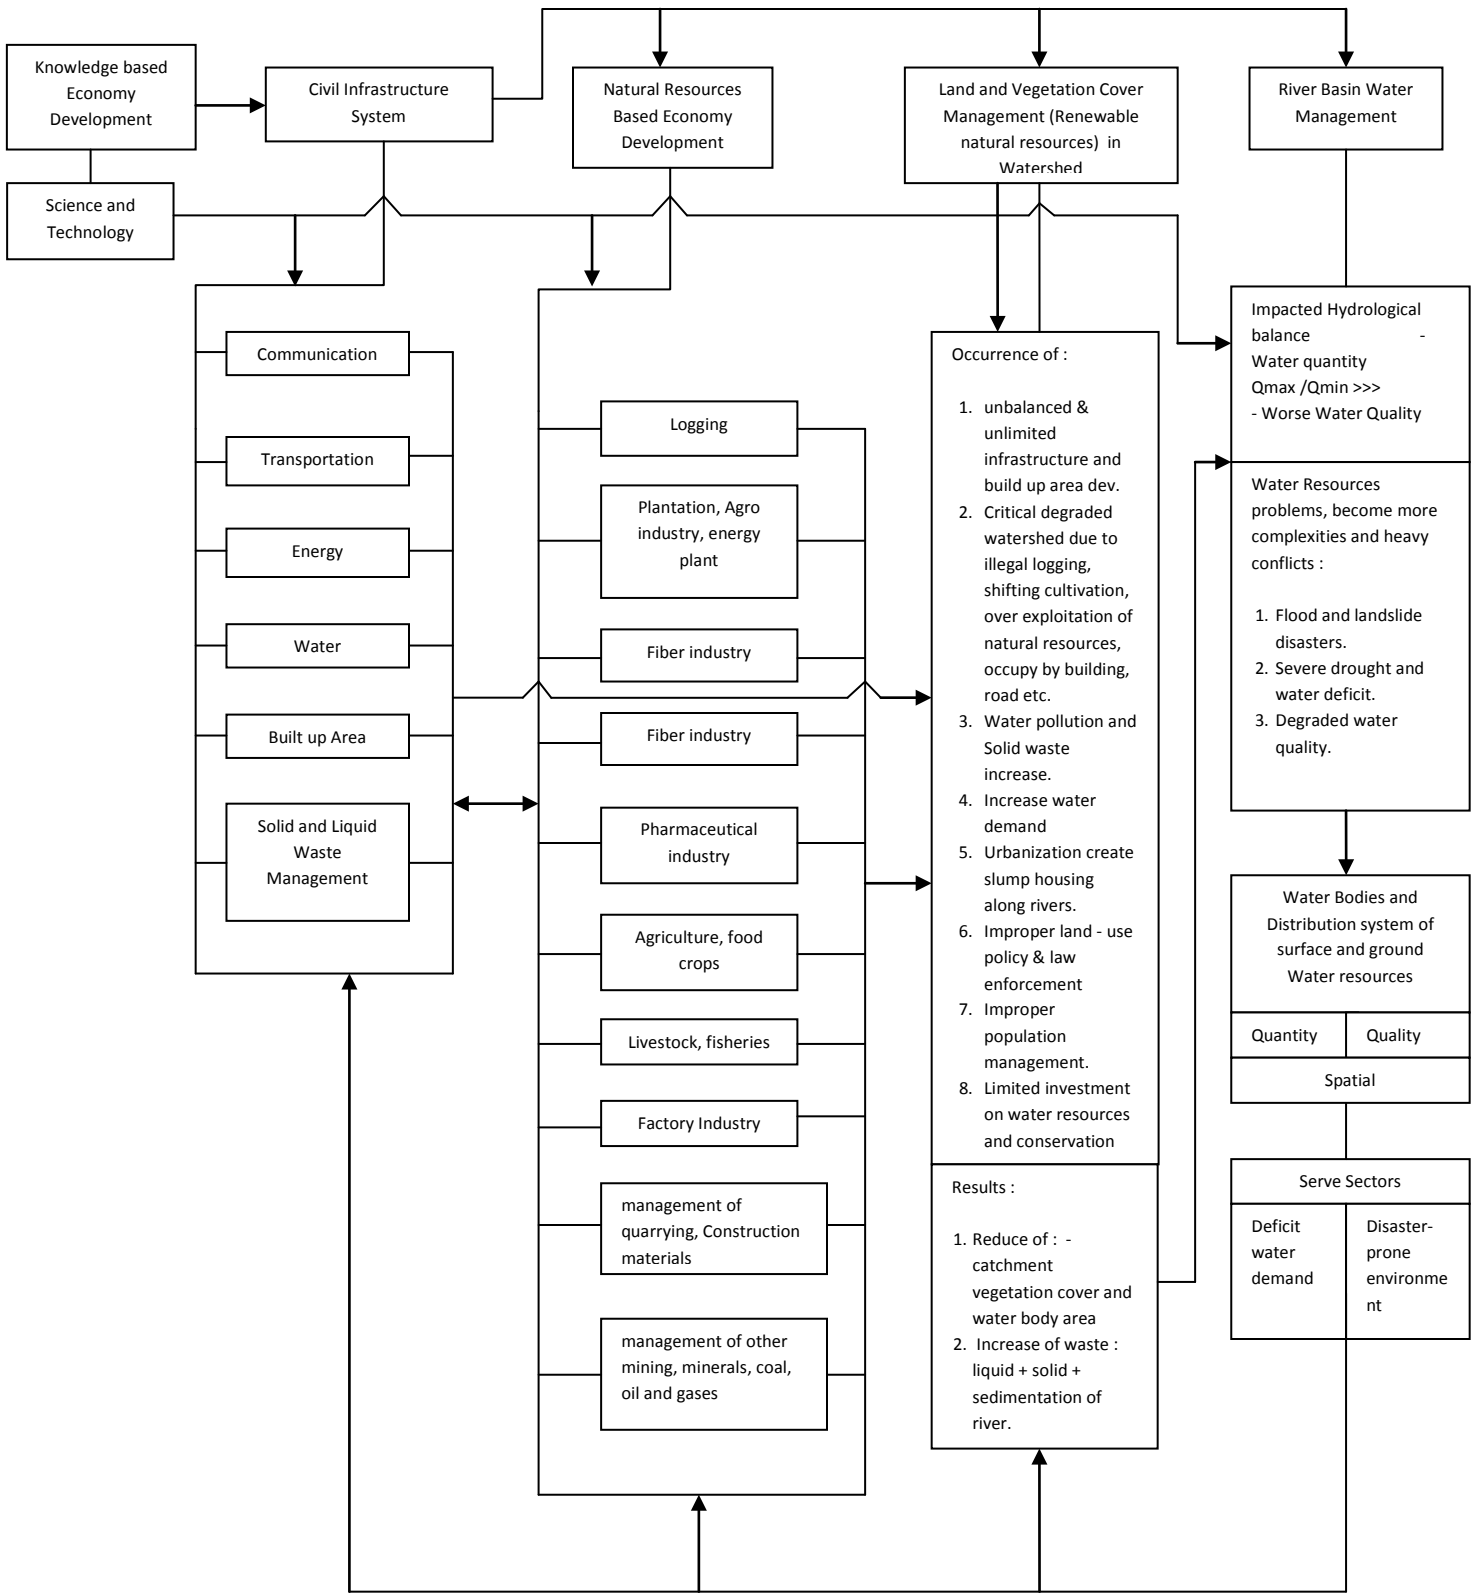 Knowledge based
Economy
Development
Science and
Technology
Civil Infrastructure
System
Natural Resources
Based Economy
Development
Land and Vegetation Cover
Management (Renewable
natural resources) in
Watershed
River Basin Water
Management
Communication
Transportation
Energy
Water
Built up Area
Solid and Liquid
Waste
Management
Logging
Plantation, Agro
industry, energy
plant
Fiber industry
Fiber industry
Pharmaceutical
industry
Agriculture, food
crops
Livestock, fisheries
Factory Industry
management of
quarrying, Construction
materials
management of other
mining, minerals, coal,
oil and gases
Occurrence of :
1. unbalanced &
unlimited
infrastructure and
build up area dev.
2. Critical degraded
watershed due to
illegal logging,
shifting cultivation,
over exploitation of
natural resources,
occupy by building,
road etc.
3. Water pollution and
Solid waste
increase.
4. Increase water
demand
5. Urbanization create
slump housing
along rivers.
6. Improper land - use
policy & law
enforcement
7. Improper
population
management.
8. Limited investment
on water resources
and conservation
Results :
1. Reduce of : -
catchment
vegetation cover and
water body area
2. Increase of waste :
liquid + solid +
sedimentation of
river.
Impacted Hydrological
balance -
Water quantity
Qmax /Qmin >>>
- Worse Water Quality
Water Resources
problems, become more
complexities and heavy
conflicts :
1. Flood and landslide
disasters.
2. Severe drought and
water deficit.
3. Degraded water
quality.
Water Bodies and
Distribution system of
surface and ground
Water resources
Quantity
Quality
Spatial
Serve Sectors
Deficit
water
demand
Disaster-
prone
environme
nt